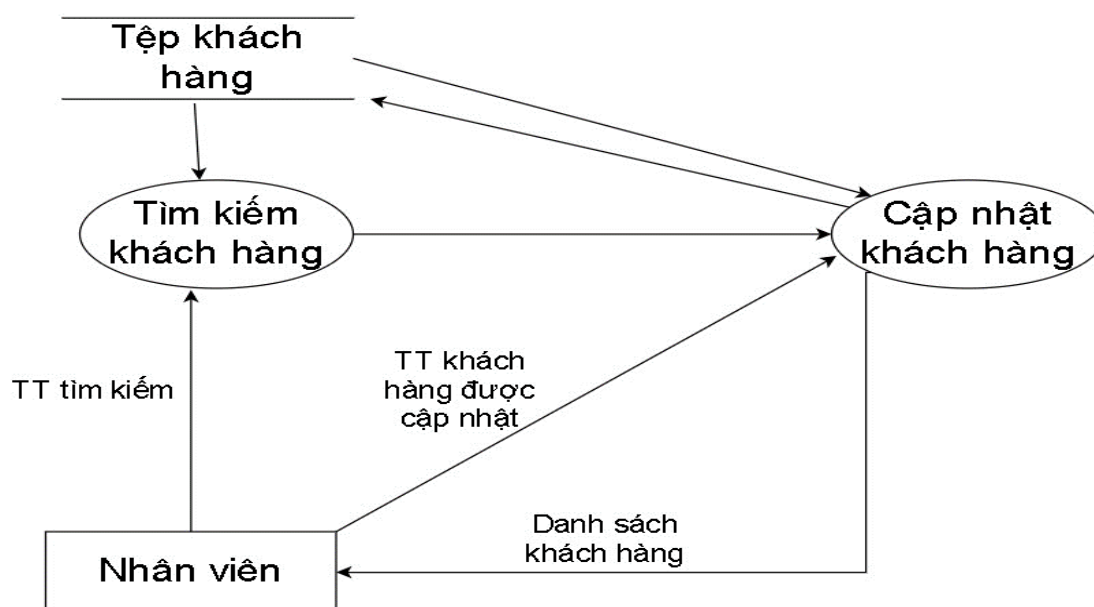 Tệp khách
hàng
Tìm kiếm
khách hàng
Cập nhật
khách hàng
TT tìm kiếm
TT khách
hàng được
cập nhật
Danh sách
khách hàng
Nhân viên